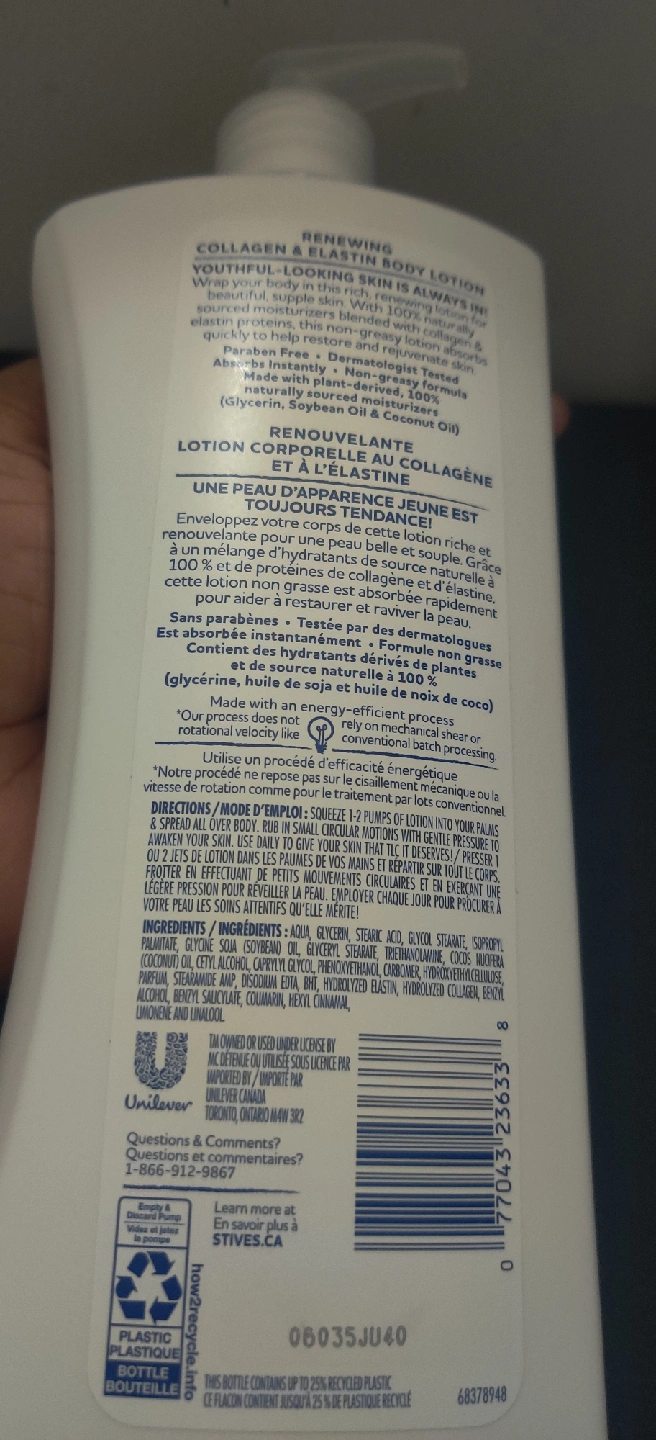 RENEWING
COLLAGEN & ELASTIN BODY LOTION
YOUTHFUL-LOOKING SKIN IS ALWAYS IN!
Wrap your body in this rich, renewing lotion for
beautiful, supple skin. With 100% naturally
sourced moisturizers blended with collagen &
elastin proteins, this non-greasy lotion absorbs
quickly to help restore and rejuvenate skin.
Paraben Free • Dermatologist Tested
Absorbs Instantly • Non-greasy formula
Made with plant-derived, 100%
naturally sourced moisturizers
(Glycerin, Soybean Oil & Coconut Oil)
RENOUVELANTE
LOTION CORPORELLE AU COLLAGÈNE
ET À L'ÉLASTINE
UNE PEAU D'APPARENCE JEUNE EST
TOUJOURS TENDANCE!
Enveloppez votre corps de cette lotion riche et
renouvelante pour une peau belle et souple. Grâce
à un mélange d'hydratants de source naturelle à
100 % et de protéines de collagène et d'élastine,
cette lotion non grasse est absorbée rapidement
pour aider à restaurer et raviver la peau.
Sans parabènes • Testée par des dermatologues
Est absorbée instantanément • Formule non grasse
Contient des hydratants dérivés de plantes
et de source naturelle à 100 %
(glycérine, huile de soja et huile de noix de coco)
Made with an energy-efficient process
*Our process does not rely on mechanical shear or
rotational velocity like conventional batch processing.
Utilise un procédé d'efficacité énergétique
*Notre procédé ne repose pas sur le cisaillement mécanique ou la
vitesse de rotation comme pour le traitement par lots conventionnel.
DIRECTIONS / MODE D'EMPLOI : SQUEEZE 1-2 PUMPS OF LOTION INTO YOUR PALMS
& SPREAD ALL OVER BODY. RUB IN SMALL CIRCULAR MOTIONS WITH GENTLE PRESSURE TO
AWAKEN YOUR SKIN. USE DAILY TO GIVE YOUR SKIN THAT TLC IT DESERVES! / PRESSER 1
OU 2 JETS DE LOTION DANS LES PAUMES DE VOS MAINS ET RÉPARTIR SUR TOUT LE CORPS.
FROTTER EN EFFECTUANT DE PETITS MOUVEMENTS CIRCULAIRES ET EN EXERÇANT UNE
LÉGÈRE PRESSION POUR RÉVEILLER LA PEAU. EMPLOYER CHAQUE JOUR POUR PROCURER À
VOTRE PEAU LES SOINS ATTENTIFS QU'ELLE MÉRITE!
INGREDIENTS / INGRÉDIENTS : AQUA, GLYCERIN, STEARIC ACID, GLYCOL STEARATE, ISOPROPYL
PALMITATE, GLYCINE SOJA (SOYBEAN) OIL, GLYCERYL STEARATE, TRIETHANOLAMINE, COCOS NUCIFERA
(COCONUT) OIL, CETYL ALCOHOL, CAPRYLYL GLYCOL, PHENOXYETHANOL, CARBOMER, HYDROXYETHYLCELLULOSE,
PARFUM, STEARAMIDE AMP, DISODIUM EDTA, BHT, HYDROLYZED ELASTIN, HYDROLYZED COLLAGEN, BENZYL
ALCOHOL, BENZYL SALICYLATE, COUMARIN, HEXYL CINNAMAL,
LIMONENE AND LINALOOL
Unilever
TM OWNED OR USED UNDER LICENSE BY
MC DÉTENUE OU UTILISÉE SOUS LICENCE PAR
IMPORTED BY / IMPORTÉ PAR
UNILEVER CANADA
TORONTO, ONTARIO M4W 3R2
Questions & Comments?
Questions et commentaires?
1-866-912-9867
0 77043 23633 8
Empty &
Discard Pump
Videz et jetez
la pompe
PLASTIC
PLASTIQUE
BOTTLE
BOUTEILLE
how2recycle.info
Learn more at
En savoir plus à
STIVES.CA
06035JU40
THIS BOTTLE CONTAINS UP TO 25% RECYCLED PLASTIC
CE FLACON CONTIENT JUSQU'À 25 % DE PLASTIQUE RECYCLÉ
68378948